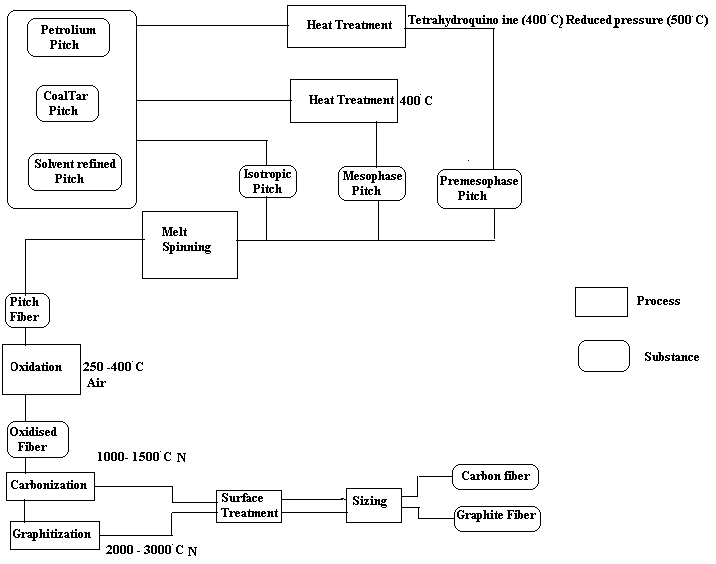 Petrolium
Pitch
CoalTar
Pitch
Solvent refined
Pitch
Heat Treatment
Tetrahydroquino ine (400°C), Reduced pressure (500°C)
Heat Treatment
400°C
Isotropic
Pitch
Mesophase
Pitch
Premesophase
Pitch
Melt
Spinning
Pitch
Fiber
Process
Substance
Oxidation
250 -400°C
Air
Oxidised
Fiber
1000- 1500°C N
Carbonization
Graphitization
2000 - 3000°C N
Surface
Treatment
Sizing
Carbon fiber
Graphite Fiber